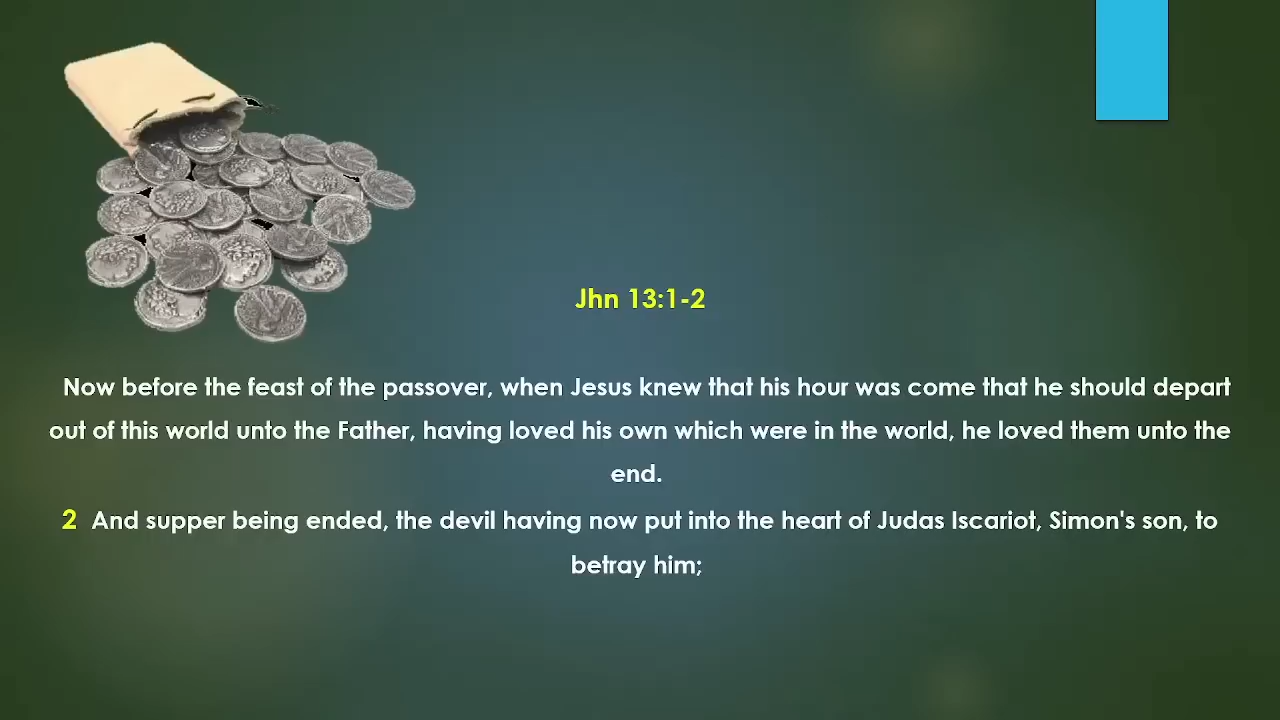 Jhn 13:1-2
Now before the feast of the passover, when Jesus knew that his hour was come that he should depart
out of this world unto the Father, having loved his own which were in the world, he loved them unto the
end.
2 And supper being ended, the devil having now put into the heart of Judas Iscariot, Simon's son, to
betray him;